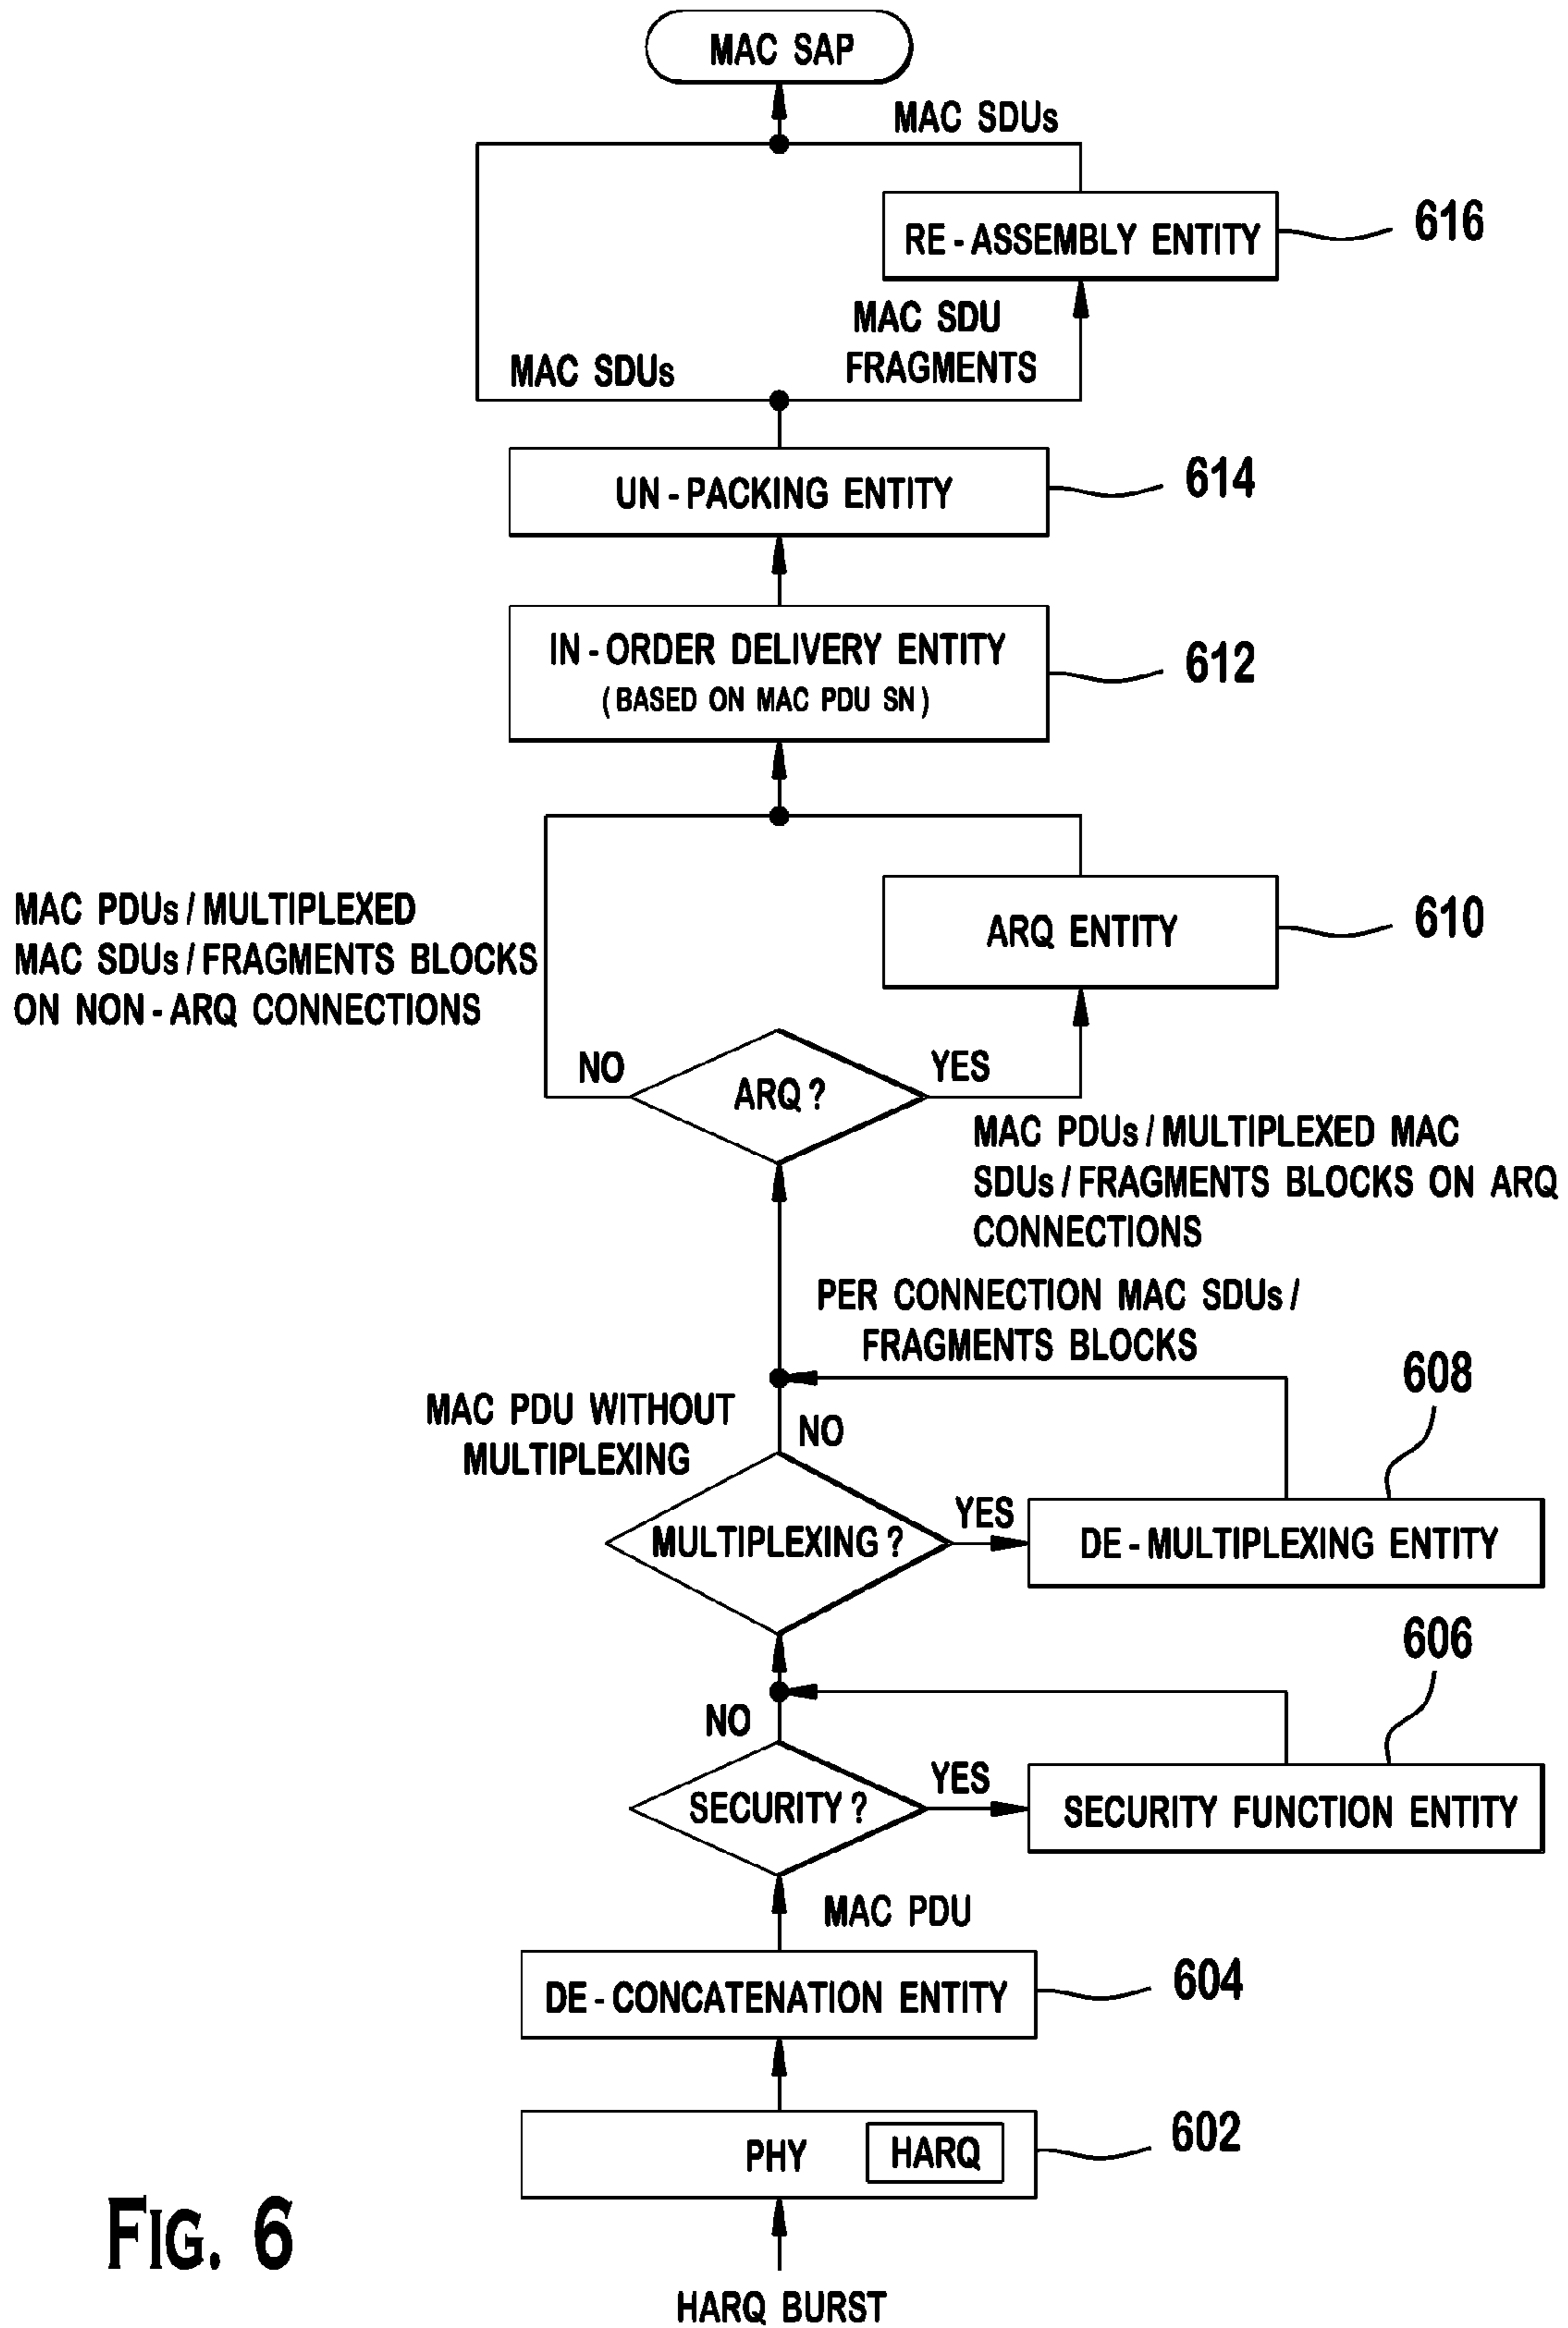 MAC SAP
MAC SDUs
RE-ASSEMBLY ENTITY
616
MAC SDU
FRAGMENTS
MAC SDUs
UN-PACKING ENTITY
614
IN-ORDER DELIVERY ENTITY
(BASED ON MAC PDU SN)
612
MAC PDUs/MULTIPLEXED
MAC SDUs/FRAGMENTS BLOCKS
ON NON-ARQ CONNECTIONS
ARQ ENTITY
610
NO
ARQ?
YES
MAC PDUs/MULTIPLEXED MAC
SDUs/FRAGMENTS BLOCKS ON ARQ
CONNECTIONS
PER CONNECTION MAC SDUs/
FRAGMENTS BLOCKS
608
MAC PDU WITHOUT
MULTIPLEXING
NO
MULTIPLEXING?
YES
DE-MULTIPLEXING ENTITY
606
NO
SECURITY?
YES
SECURITY FUNCTION ENTITY
MAC PDU
DE-CONCATENATION ENTITY
604
PHY
HARQ
602
HARQ BURST
FIG. 6